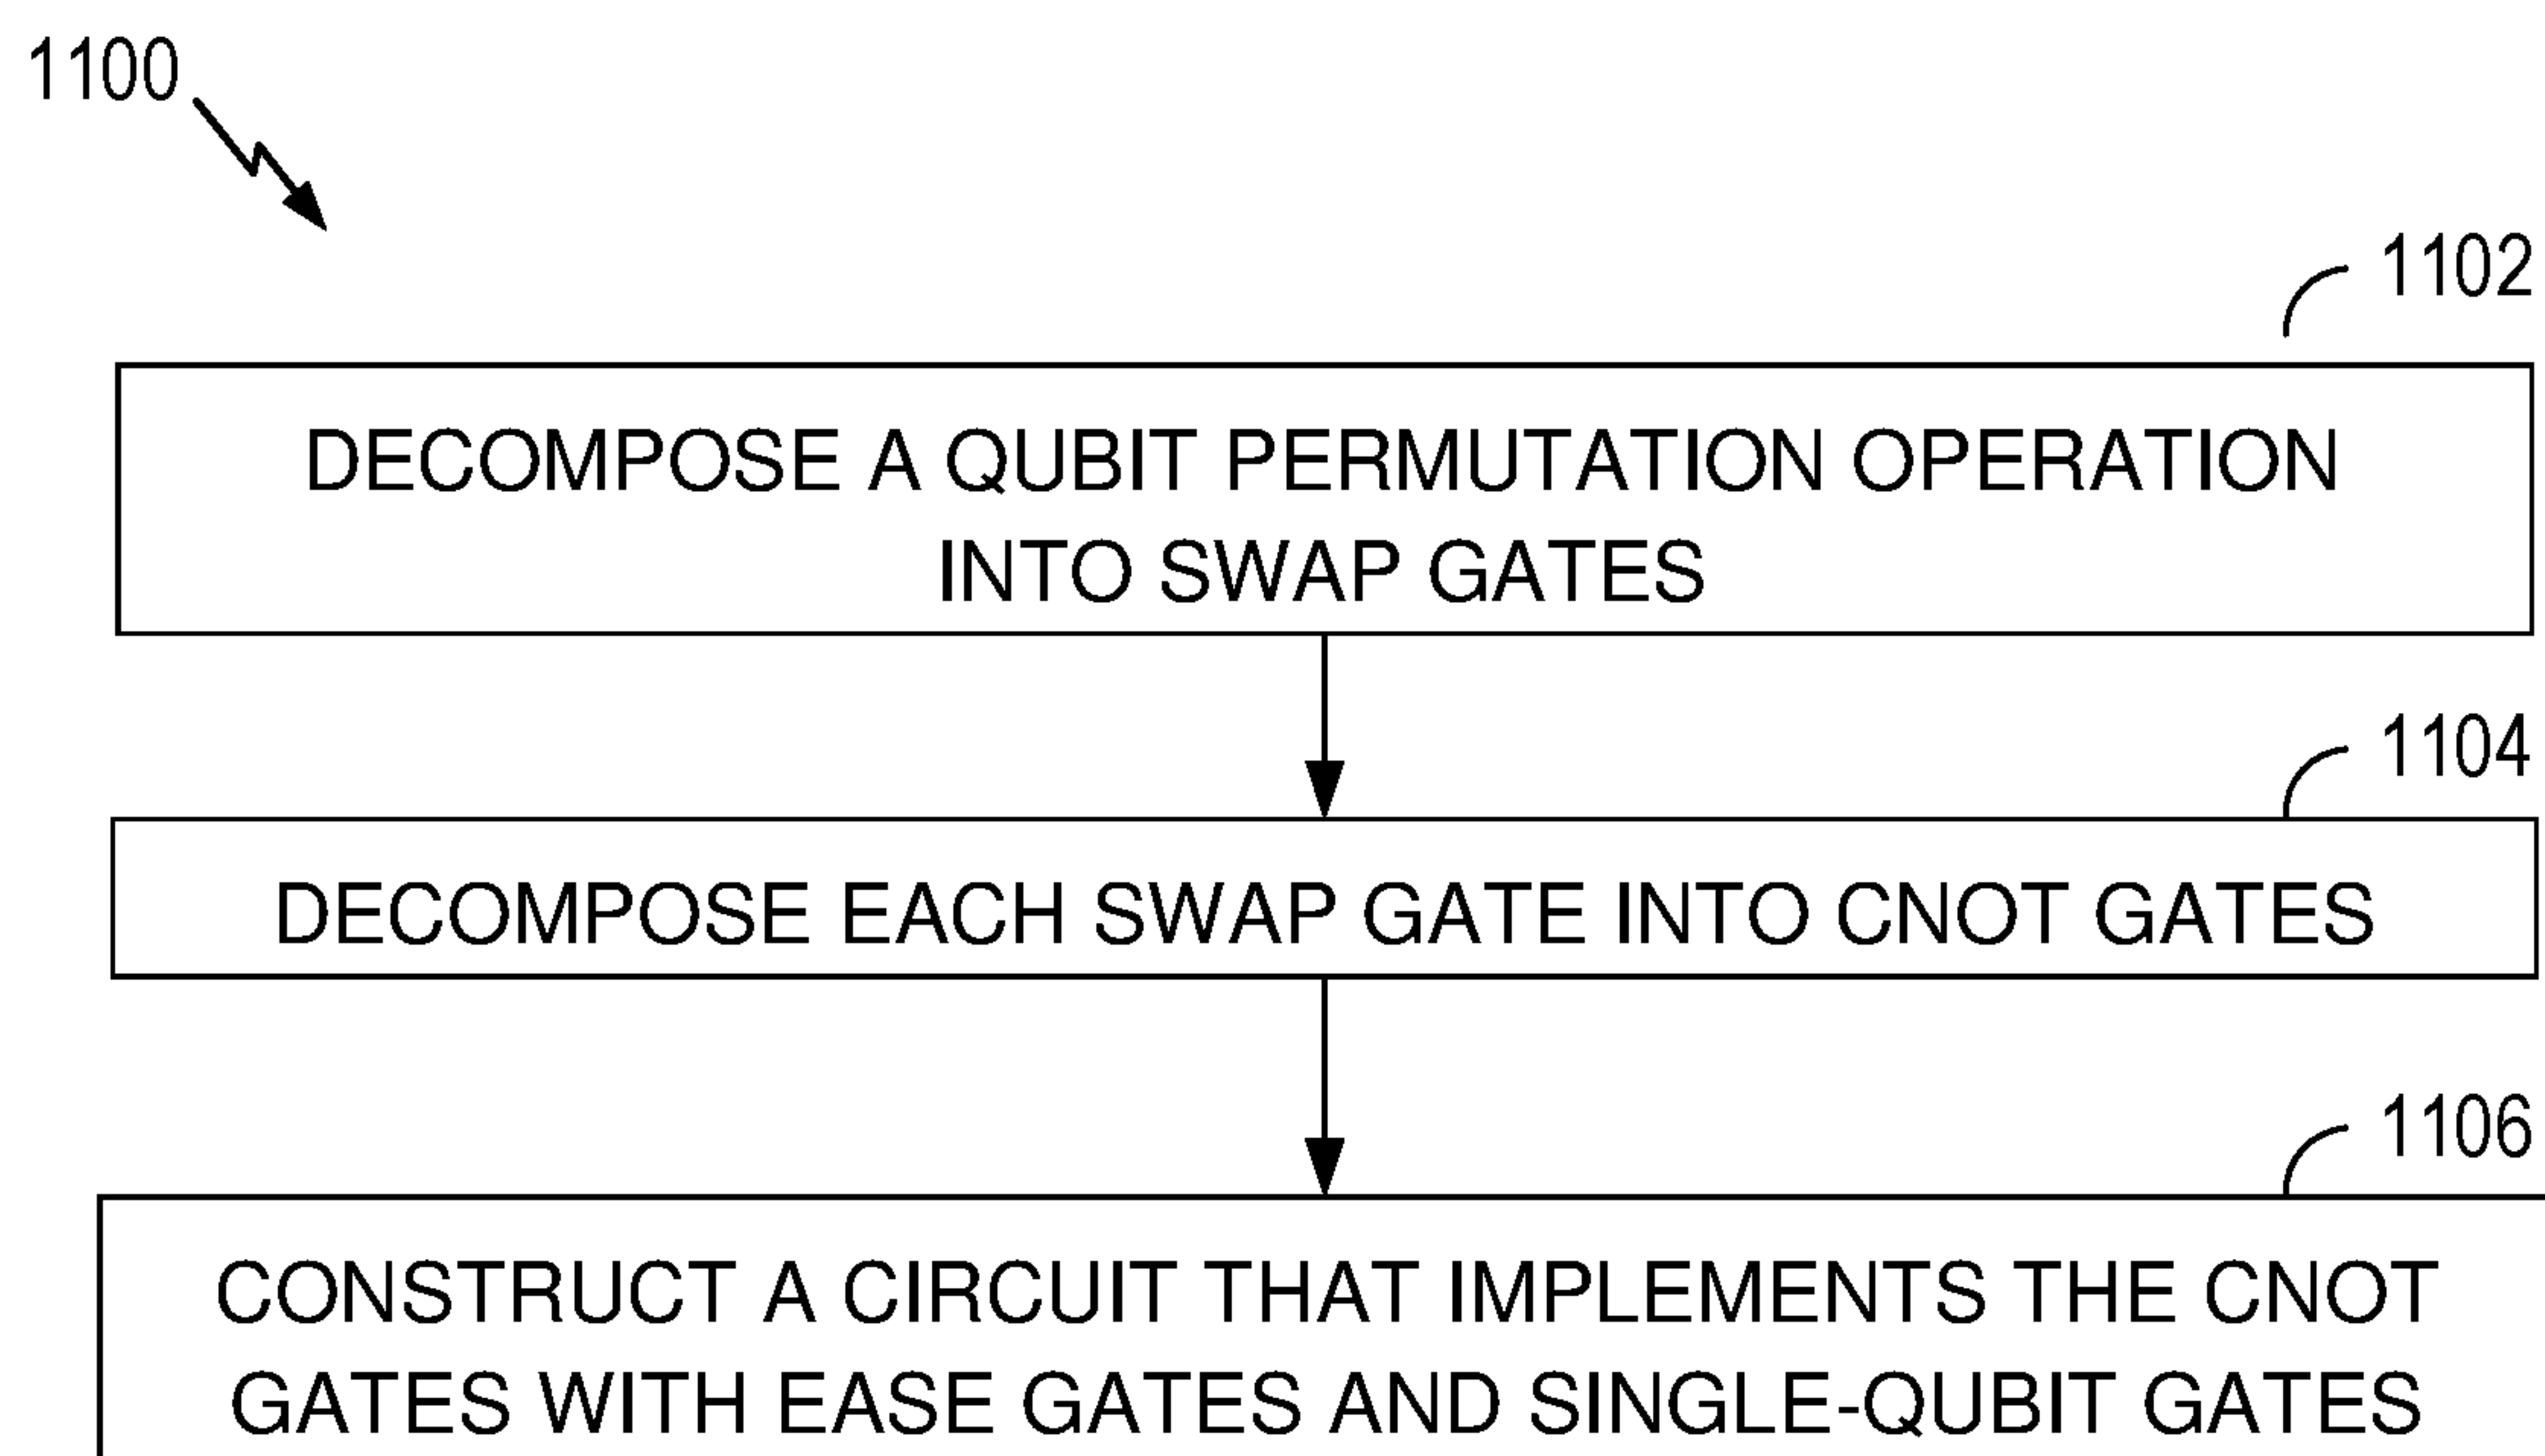 1100
1102
DECOMPOSE A QUBIT PERMUTATION OPERATION
INTO SWAP GATES
1104
DECOMPOSE EACH SWAP GATE INTO CNOT GATES
1106
CONSTRUCT A CIRCUIT THAT IMPLEMENTS THE CNOT
GATES WITH EASE GATES AND SINGLE-QUBIT GATES